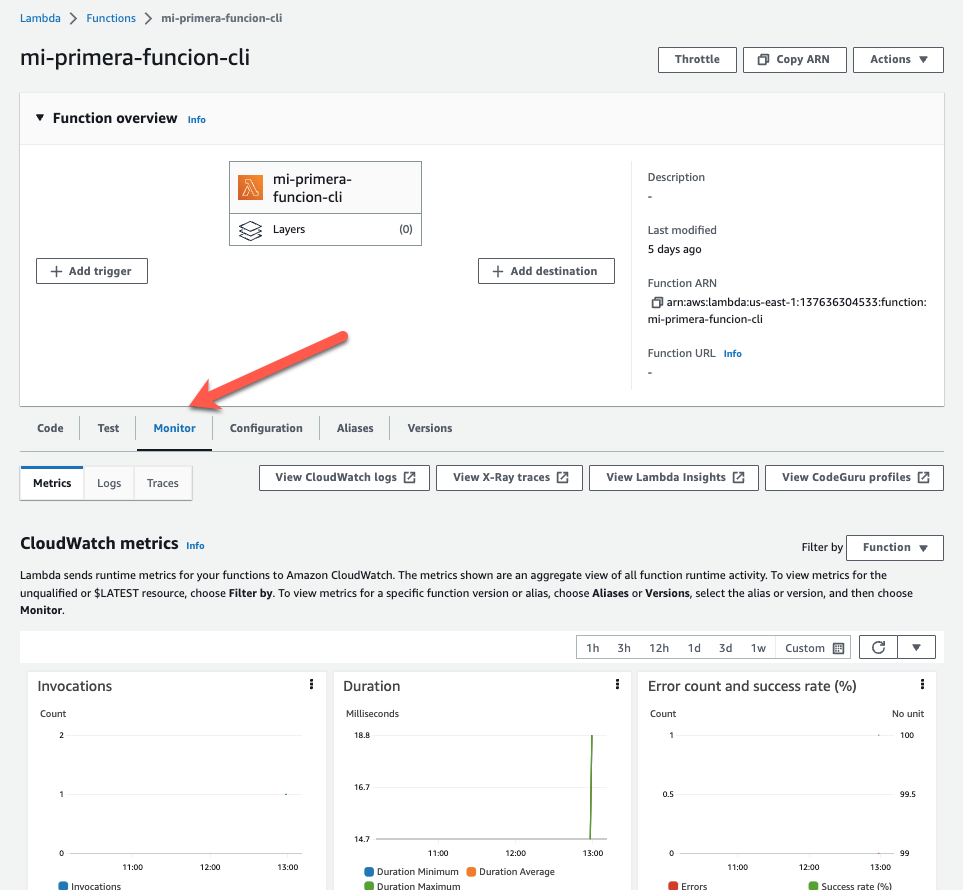 Lambda > Functions > mi-primera-funcion-cli
mi-primera-funcion-cli
Throttle Copy ARN Actions
Function overview Info
mi-primera-
funcion-cli
Layers (0)
Add trigger
Add destination
Description
-
Last modified
5 days ago
Function ARN
arn:aws:lambda:us-east-1:137636304533:function:
mi-primera-funcion-cli
Function URL Info
-
Code Test Monitor Configuration Aliases Versions
Metrics Logs Traces View CloudWatch logs View X-Ray traces View Lambda Insights View CodeGuru profiles
CloudWatch metrics Info
Filter by Function
Lambda sends runtime metrics for your functions to Amazon CloudWatch. The metrics shown are an aggregate view of all function runtime activity. To view metrics for the
unqualified or $LATEST resource, choose Filter by. To view metrics for a specific function version or alias, choose Aliases or Versions, select the alias or version, and then choose
Monitor.
1h 3h 12h 1d 3d 1w Custom
Invocations
Count
2
1
0
11:00 12:00 13:00
Invocations
Duration
Milliseconds
18.8
16.7
14.7
11:00 12:00 13:00
Duration Minimum Duration Average
Duration Maximum
Error count and success rate (%)
Count No unit
1 100
0.5 99.5
0 99
11:00 12:00 13:00
Errors Success rate (%)